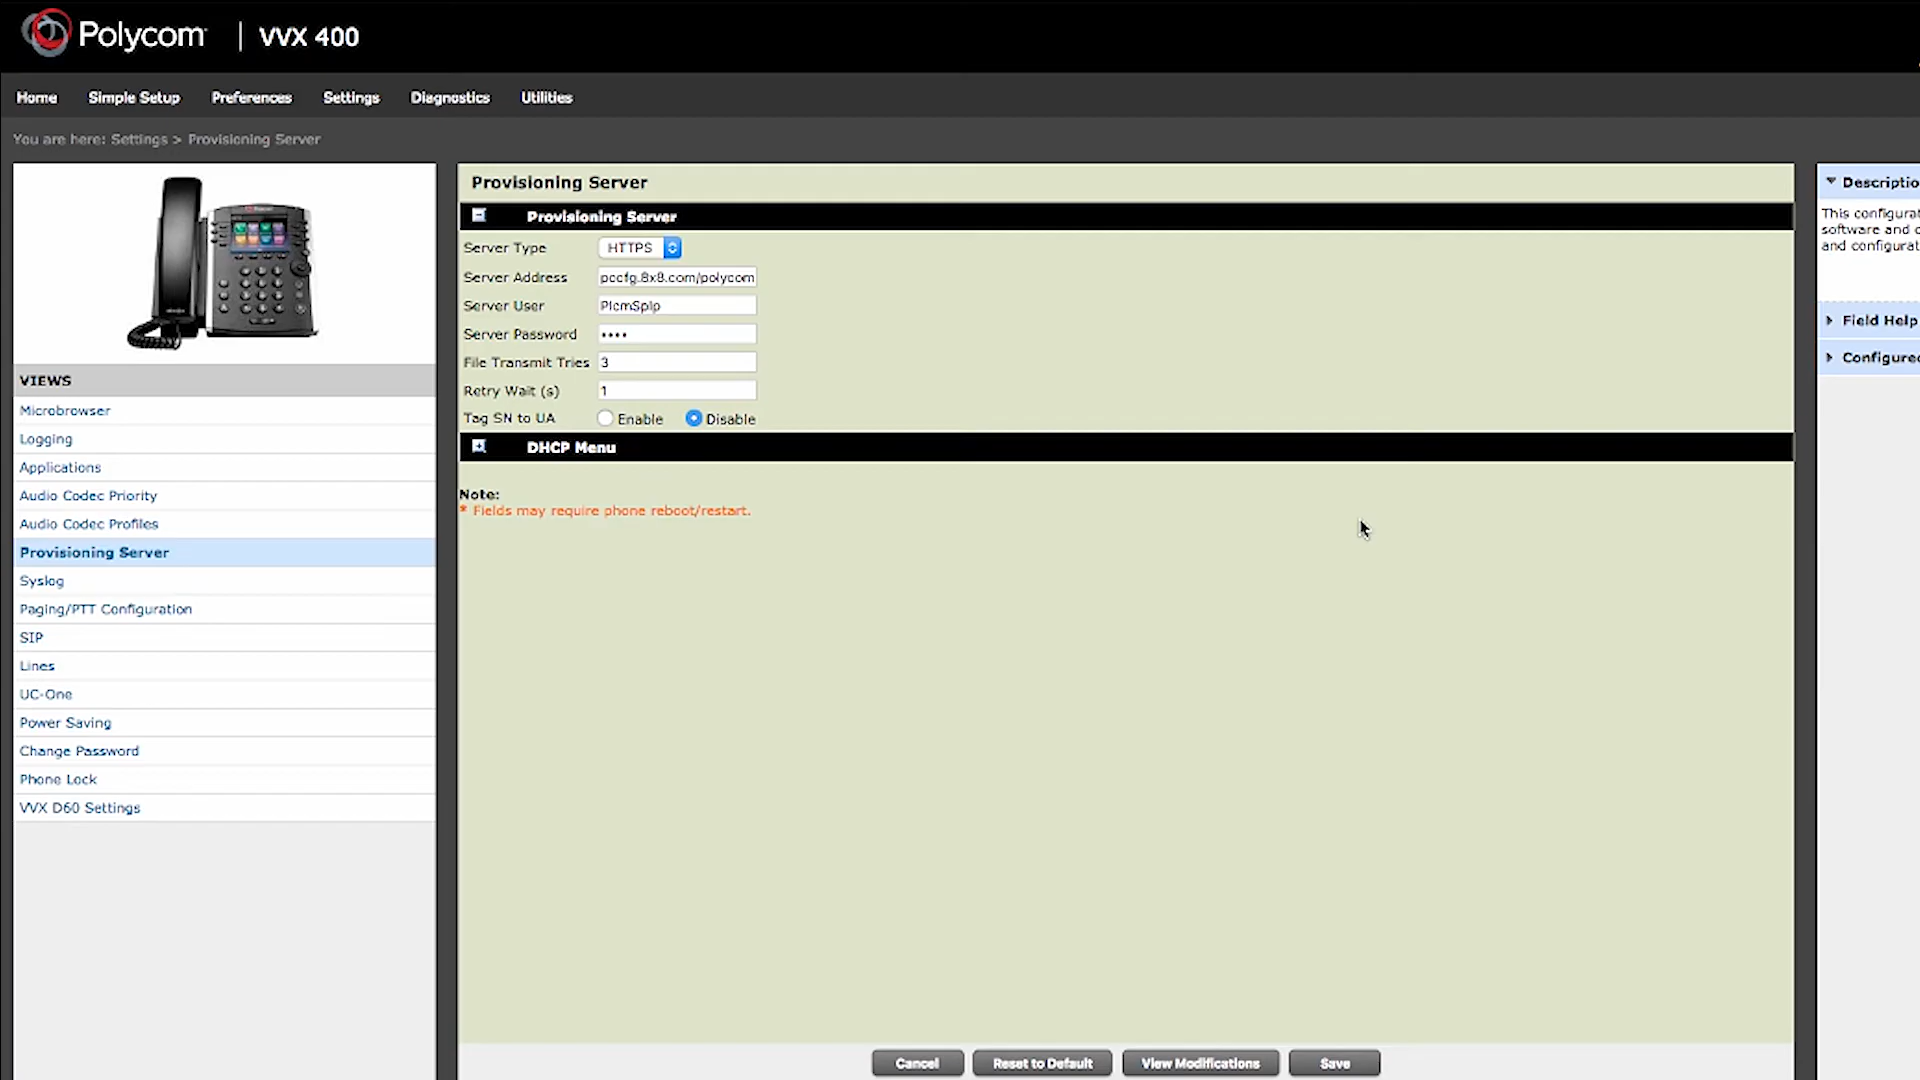 Polycom | VVX 400
Home Simple Setup Preferences Settings Diagnostics Utilities
You are here: Settings > Provisioning Server
VIEWS
Microbrowser
Logging
Applications
Audio Codec Priority
Audio Codec Profiles
Provisioning Server
Syslog
Paging/PTT Configuration
SIP
Lines
UC-One
Power Saving
Change Password
Phone Lock
VVX D60 Settings
Provisioning Server
Provisioning Server
Server Type HTTPS
Server Address pccfg.8x8.com/polycom
Server User PlcmSpIp
Server Password ••••
File Transmit Tries 3
Retry Wait (s) 1
Tag SN to UA Enable Disable
DHCP Menu
Note:
* Fields may require phone reboot/restart.
Cancel Reset to Default View Modifications Save
Descriptio
This configurat
software and c
and configurat
Field Help
Configured